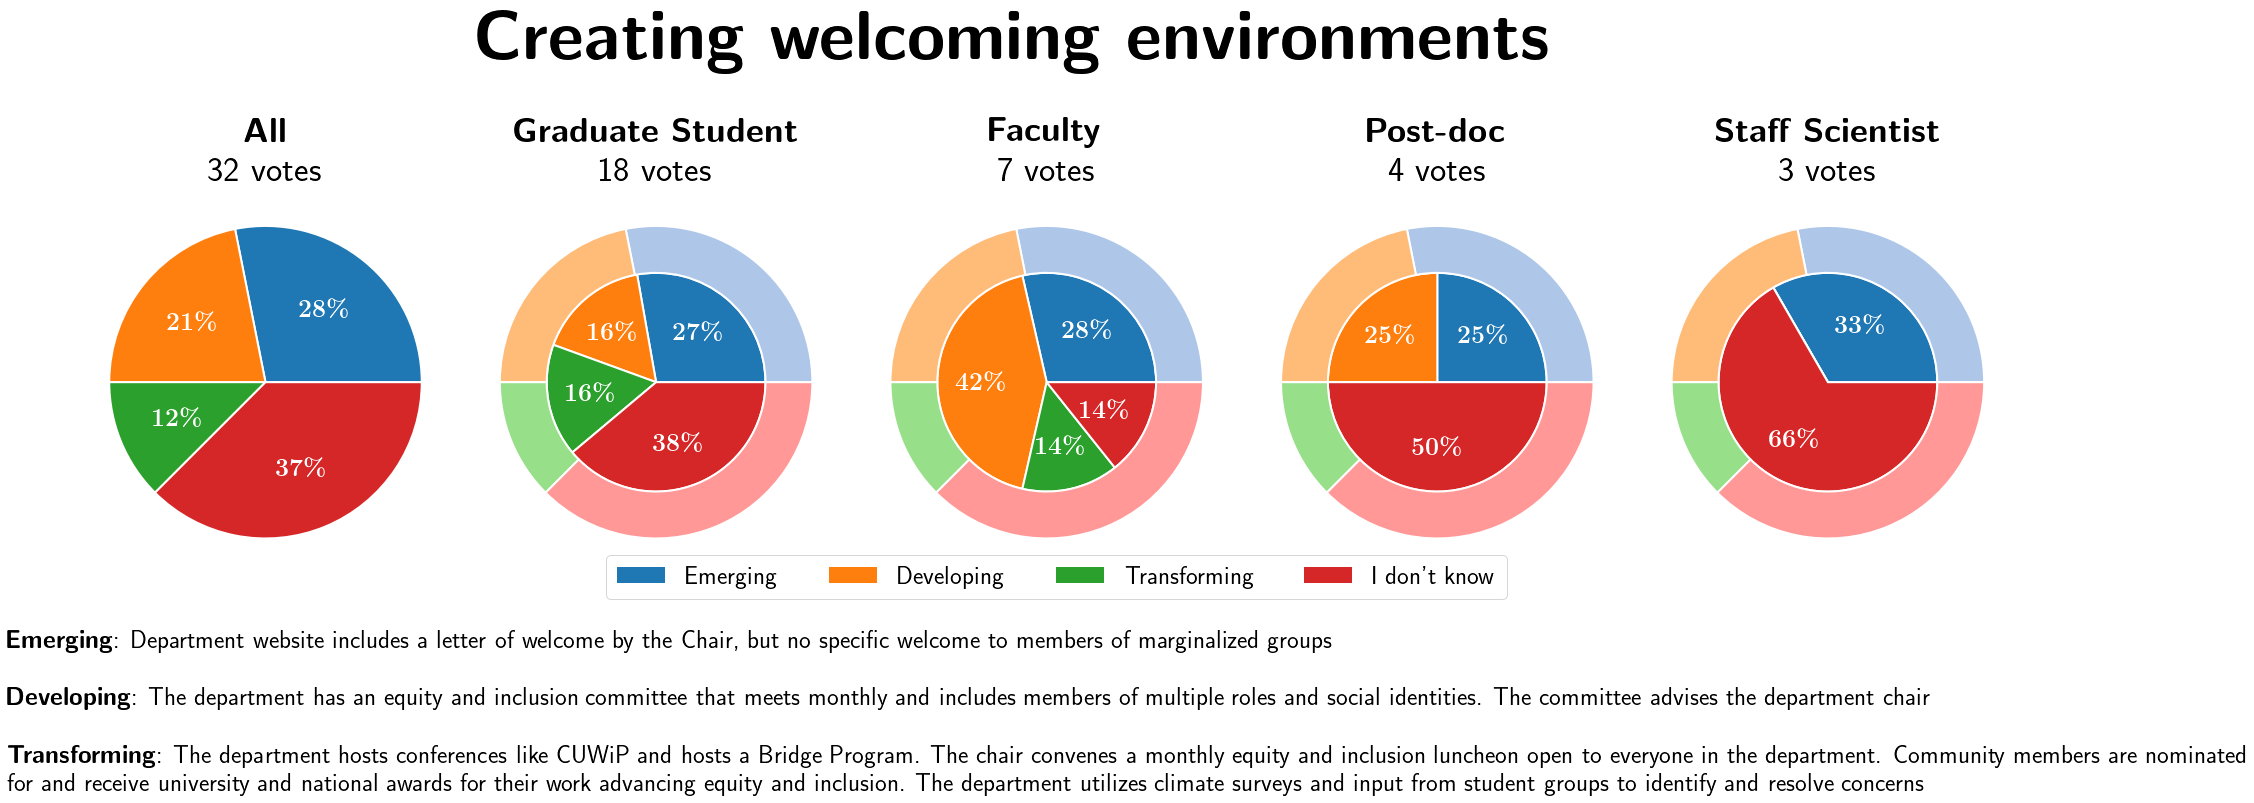 Creating welcoming environments
All
32 votes
Graduate Student
18 votes
Faculty
7 votes
Post-doc
4 votes
Staff Scientist
3 votes
28%
21%
12%
37%
27%
16%
16%
38%
28%
42%
14%
14%
25%
25%
50%
33%
66%
Emerging
Developing
Transforming
I don't know
Emerging: Department website includes a letter of welcome by the Chair, but no specific welcome to members of marginalized groups
Developing: The department has an equity and inclusion committee that meets monthly and includes members of multiple roles and social identities. The committee advises the department chair
Transforming: The department hosts conferences like CUWiP and hosts a Bridge Program. The chair convenes a monthly equity and inclusion luncheon open to everyone in the department. Community members are nominated
for and receive university and national awards for their work advancing equity and inclusion. The department utilizes climate surveys and input from student groups to identify and resolve concerns